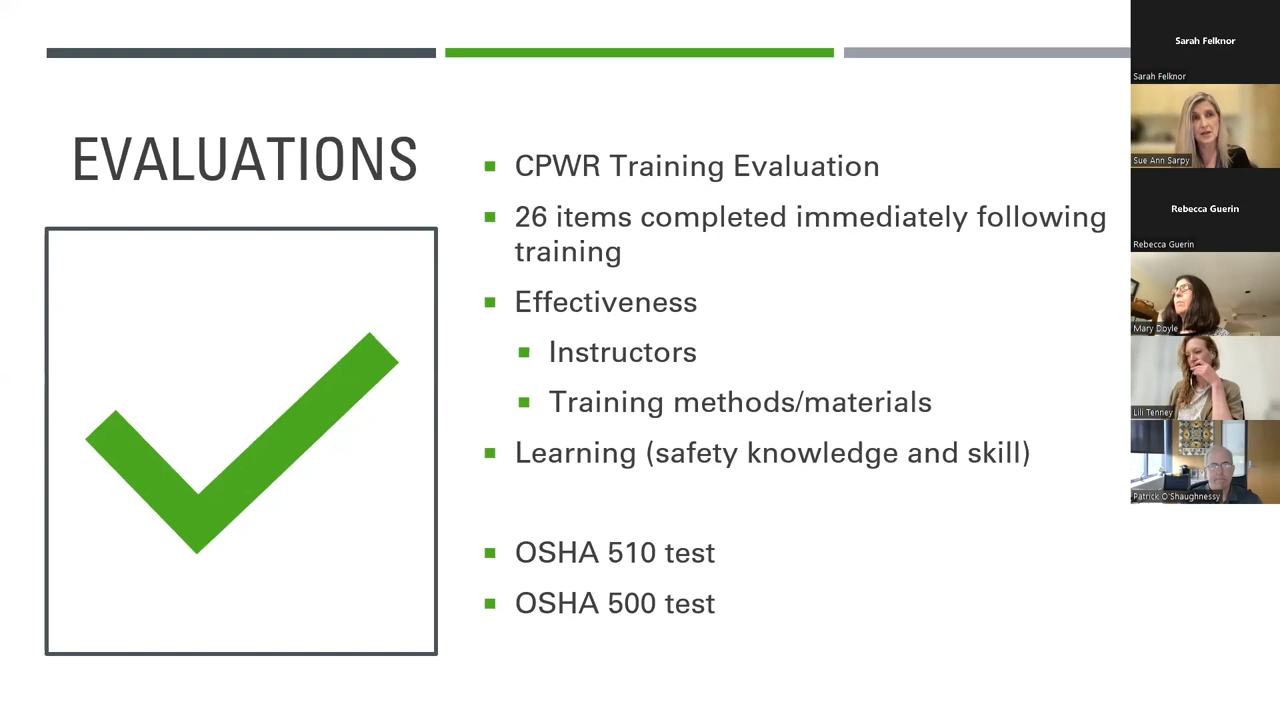 EVALUATIONS
CPWR Training Evaluation
26 items completed immediately following
training
Effectiveness
Instructors
Training methods/materials
Learning (safety knowledge and skill)
OSHA 510 test
OSHA 500 test
Sarah Felknor
Sarah Felknor
Sue Ann Sarpy
Rebecca Guerin
Rebecca Guerin
Mary Doyle
Lili Tenney
Patrick O'Shaughnessy